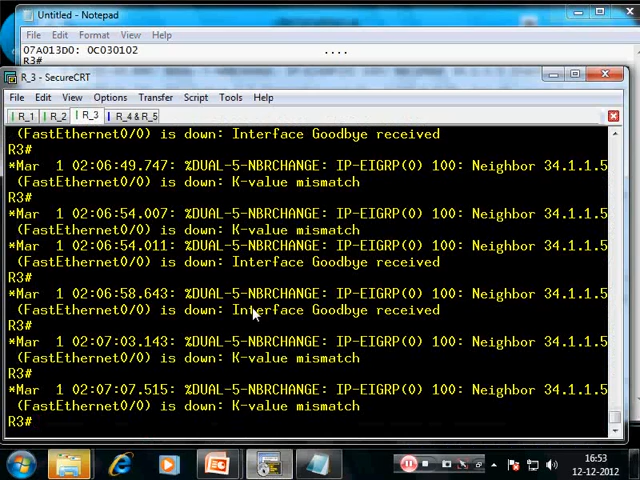 Untitled - Notepad
File Edit Format View Help
07A013D0: 0C030102 ....
R3#
R_3 - SecureCRT
File Edit View Options Transfer Script Tools Help
R_1 R_2 R_3 R_4 & R_5
(FastEthernet0/0) is down: Interface Goodbye received
R3#
*Mar 1 02:06:49.747: %DUAL-5-NBRCHANGE: IP-EIGRP(0) 100: Neighbor 34.1.1.5
(FastEthernet0/0) is down: K-value mismatch
R3#
*Mar 1 02:06:54.007: %DUAL-5-NBRCHANGE: IP-EIGRP(0) 100: Neighbor 34.1.1.5
(FastEthernet0/0) is down: K-value mismatch
*Mar 1 02:06:54.011: %DUAL-5-NBRCHANGE: IP-EIGRP(0) 100: Neighbor 34.1.1.5
(FastEthernet0/0) is down: Interface Goodbye received
R3#
*Mar 1 02:06:58.643: %DUAL-5-NBRCHANGE: IP-EIGRP(0) 100: Neighbor 34.1.1.5
(FastEthernet0/0) is down: Interface Goodbye received
R3#
*Mar 1 02:07:03.143: %DUAL-5-NBRCHANGE: IP-EIGRP(0) 100: Neighbor 34.1.1.5
(FastEthernet0/0) is down: K-value mismatch
R3#
*Mar 1 02:07:07.515: %DUAL-5-NBRCHANGE: IP-EIGRP(0) 100: Neighbor 34.1.1.5
(FastEthernet0/0) is down: K-value mismatch
R3#
16:53
12-12-2012